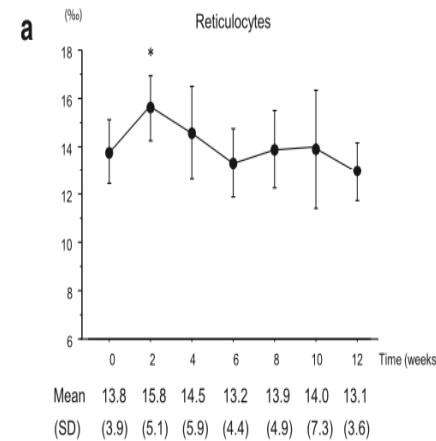 a
(‰)
Reticulocytes
18
*
16
14
12
10
8
6
0 2 4 6 8 10 12 Time (weeks
Mean 13.8 15.8 14.5 13.2 13.9 14.0 13.1
(SD) (3.9) (5.1) (5.9) (4.4) (4.9) (7.3) (3.6)